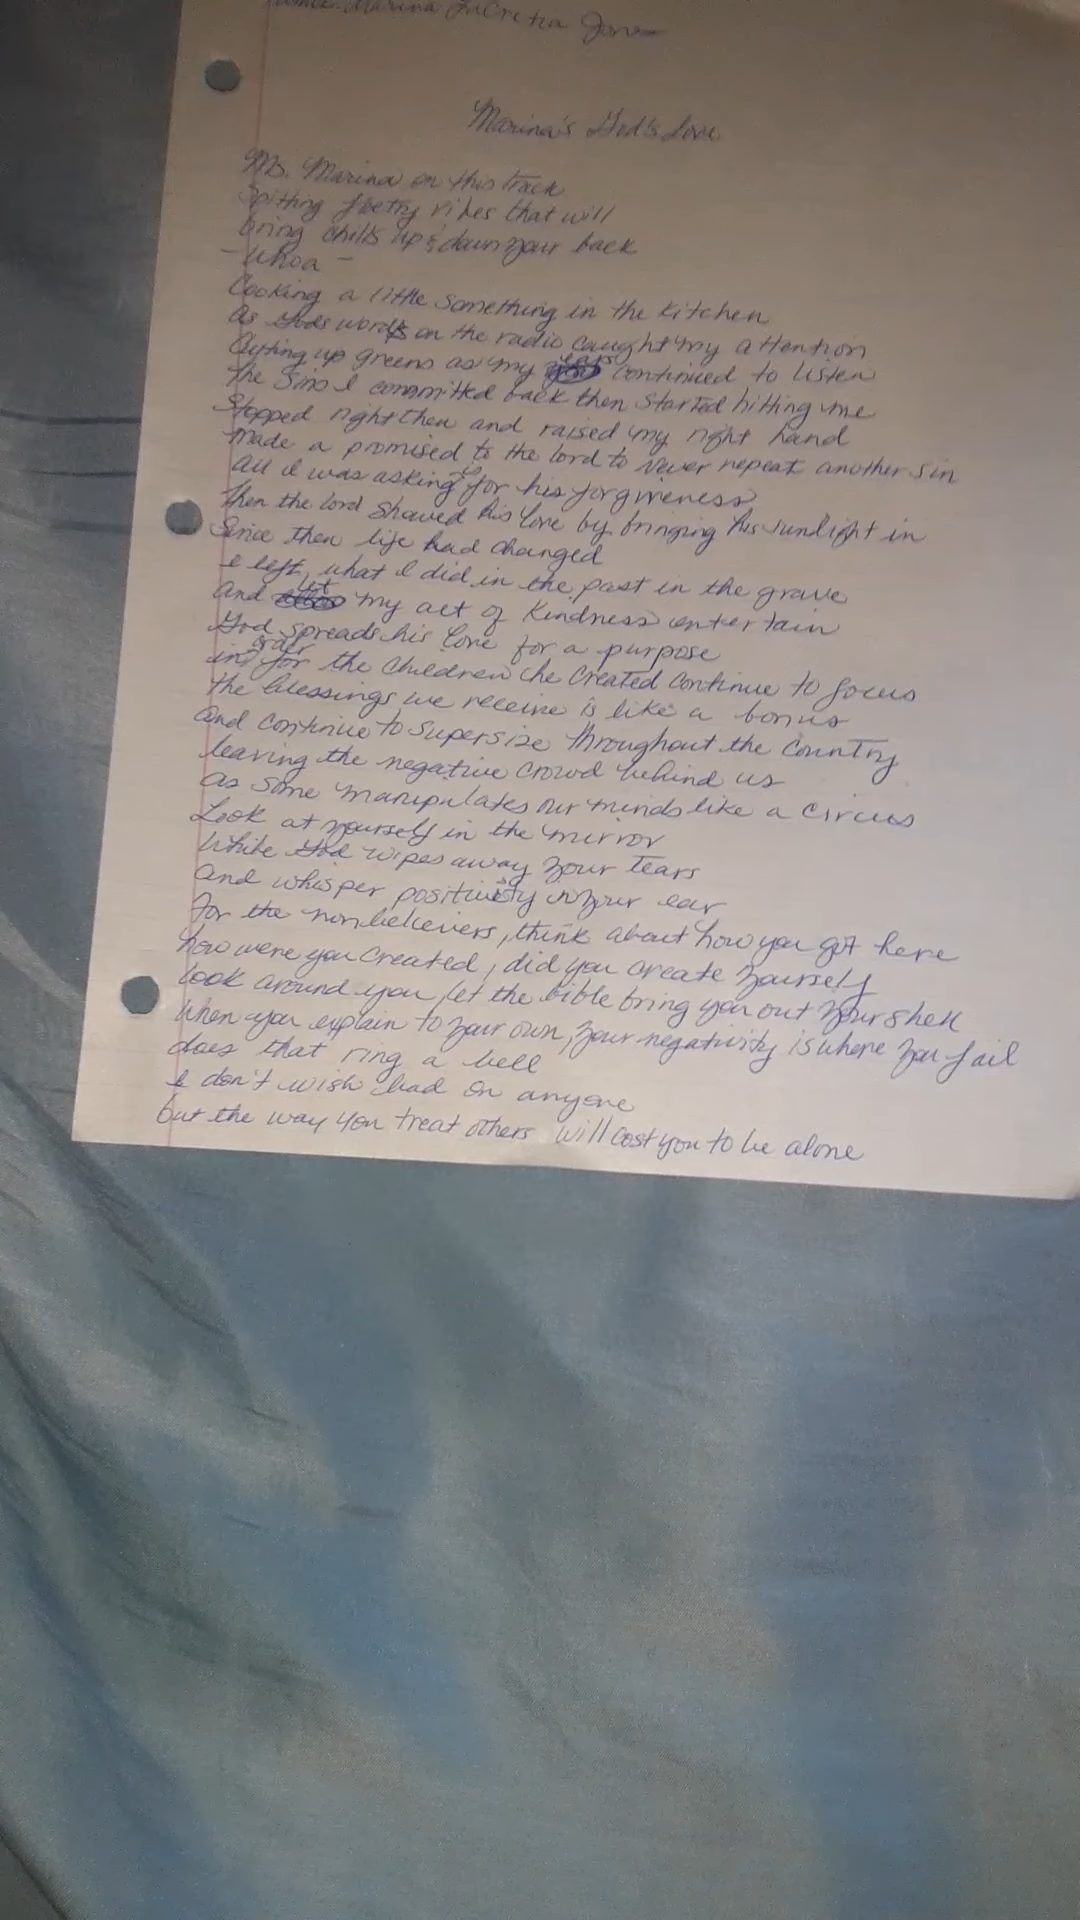 Name: Marina LaCretia Jones
Marina's God's Love
Ms. Marina on this track
Spitting poetry vibes that will
bring chills up & down your back
- Whoa -
Cooking a little something in the kitchen
as Gods words on the radio caught my attention
Cutting up greens as my ears continued to listen
The sins I committed back then started hitting me
Stopped right then and raised my right hand
made a promised to the lord to never repeat another sin
all I was asking for his forgiveness
Then the lord showed his love by bringing his sunlight in
Since then life had changed
I left what I did in the past in the grave
And let my act of kindness entertain
God spreads his love for a purpose
in order for the children he created continue to focus
The blessings we receive is like a bonus
And continue to supersize throughout the country
leaving the negative crowd behind us
as some manipulates our minds like a circus
Look at yourself in the mirror
While God wipes away your tears
And whisper positivity in your ear
For the nonbelievers, think about how you got here
how were you created, did you create yourself
look around you, let the bible bring you out your shell
When you explain to your own, your negativity is where you fail
does that ring a bell
I don't wish bad on anyone
but the way you treat others will cost you to be alone